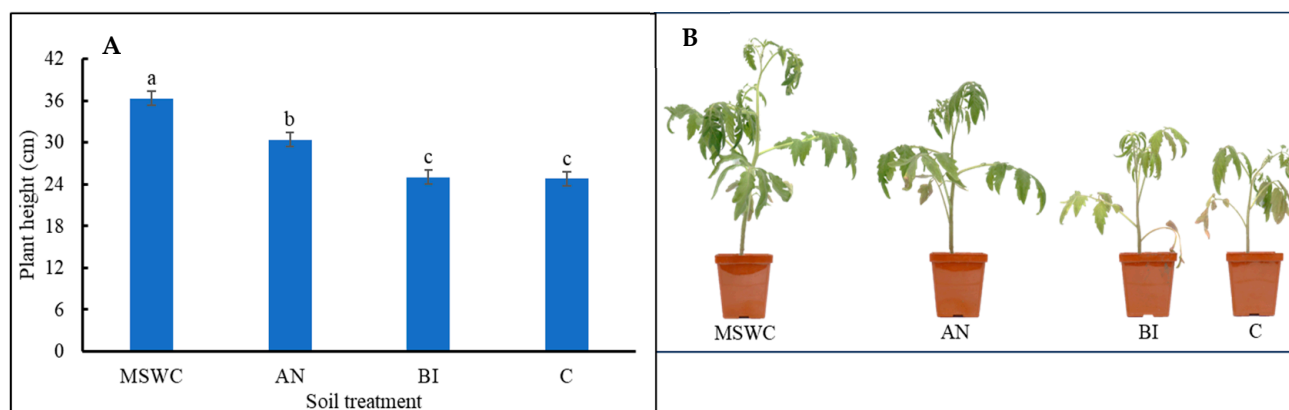 A
42
36
30
24
18
12
6
0
Plant height (cm)
a
b
c
c
MSWC AN BI C
Soil treatment
B
MSWC AN BI C